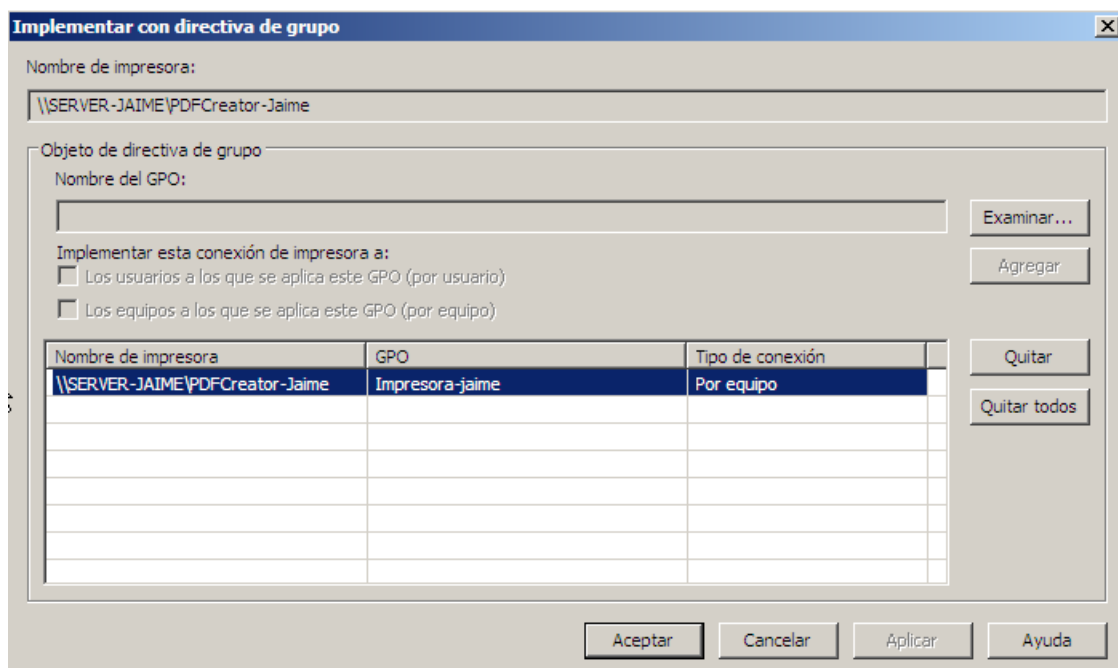 Implementar con directiva de grupo
Nombre de impresora:
\\SERVER-JAIME\PDFCreator-Jaime
Objeto de directiva de grupo
Nombre del GPO:
Examinar...
Implementar esta conexión de impresora a:
Los usuarios a los que se aplica este GPO (por usuario)
Agregar
Los equipos a los que se aplica este GPO (por equipo)
Nombre de impresora GPO Tipo de conexión
Quitar
\\SERVER-JAIME\PDFCreator-Jaime Impresora-jaime Por equipo
Quitar todos
Aceptar Cancelar Aplicar Ayuda